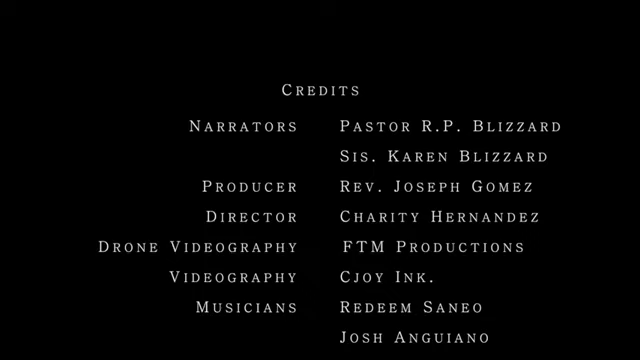 Credits
Narrators Pastor R.P. Blizzard
Sis. Karen Blizzard
Producer Rev. Joseph Gomez
Director Charity Hernandez
Drone Videography FTM Productions
Videography Cjoy Ink.
Musicians Redeem Saneo
Josh Anguiano